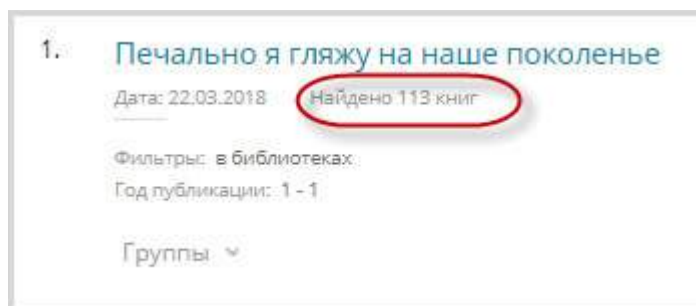 1. Печально я гляжу на наше поколенье
Дата: 22.03.2018 Найдено 113 книг
Фильтры: в библиотеках
Год публикации: 1 - 1
Группы